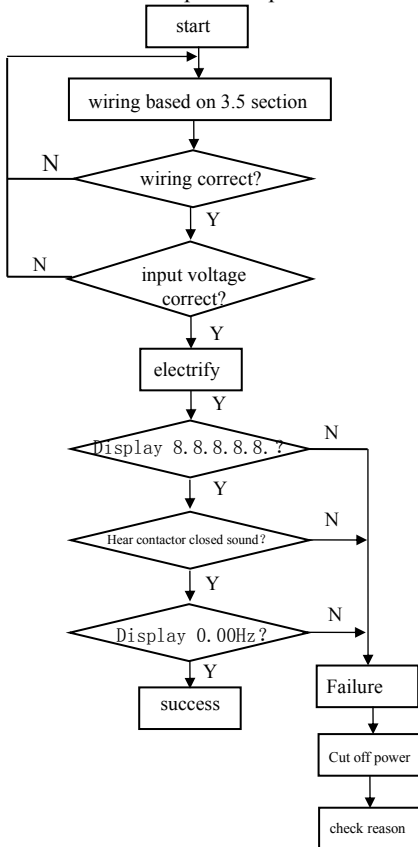 start
wiring based on 3.5 section
N
wiring correct?
Y
N
input voltage
correct?
Y
electrify
Y
Display 8.8.8.8.8.?
N
Y
Hear contactor closed sound?
N
Y
N
Display 0.00Hz?
Y
Failure
success
Cut off power
check reason